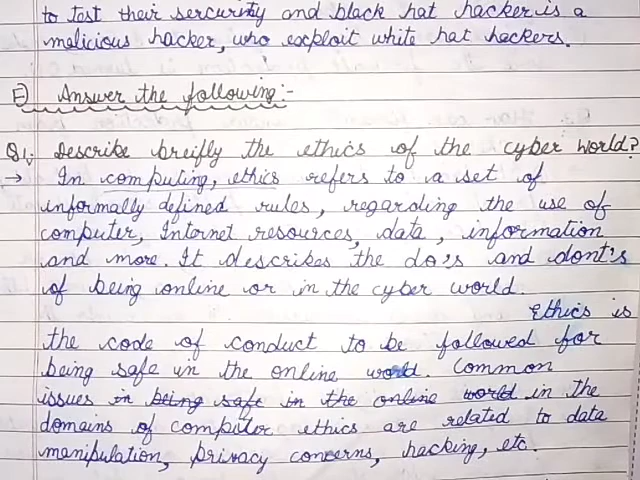 to test their sercurity and black hat hacker is a
malicious hacker, who exploit white hat hackers.
E) Answer the following:-
Q1. Describe breifly the ethics of the cyber world?
→ In computing, ethics refers to a set of
informally defined rules, regarding the use of
computer, Internet resources, data, information
and more. It describes the do's and dont's
of being online or in the cyber world.
Ethics is
the code of conduct to be followed for
being safe in the online world. Common
issues in being safe in the online world in the
domains of computer ethics are related to data
manipulation, privacy concerns, hacking, etc.